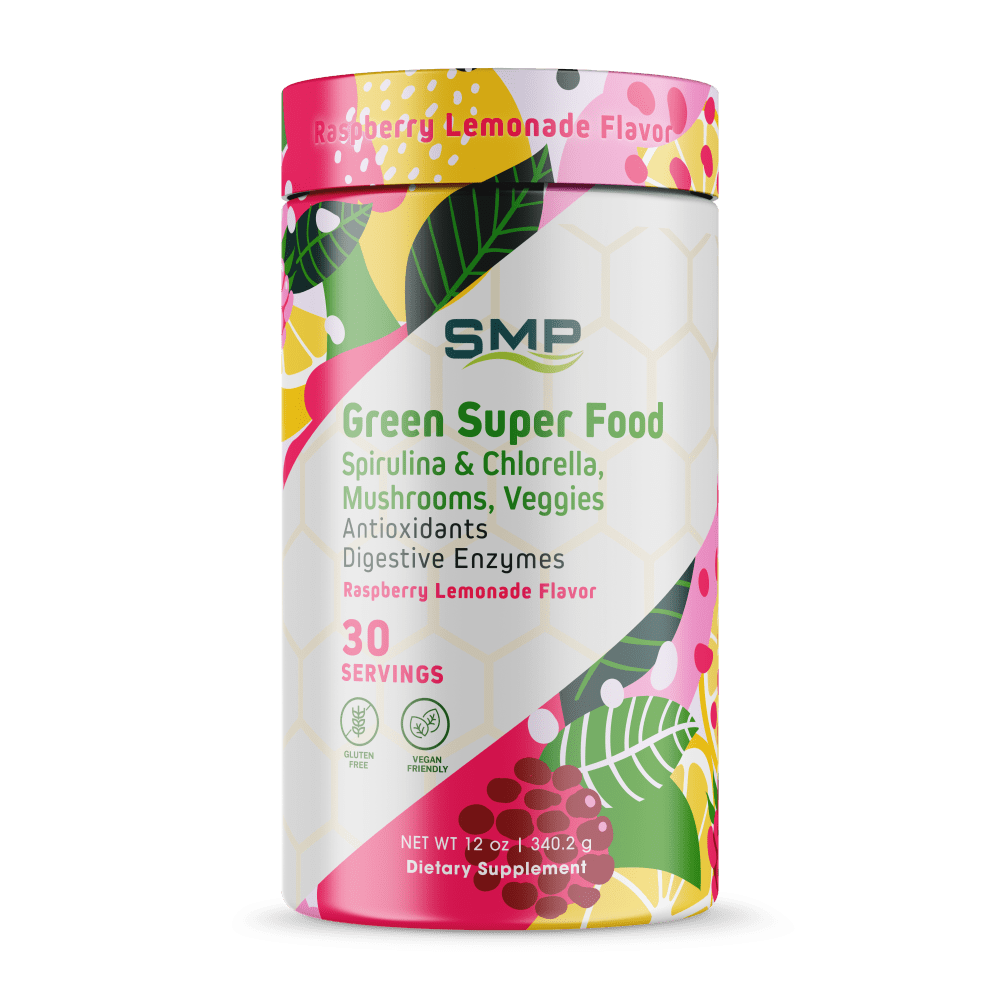 Raspberry Lemonade Flavor
SMP
Green Super Food
Spirulina & Chlorella,
Mushrooms, Veggies
Antioxidants
Digestive Enzymes
Raspberry Lemonade Flavor
30
SERVINGS
GLUTEN
FREE
VEGAN
FRIENDLY
NET WT 12 oz | 340.2 g
Dietary Supplement